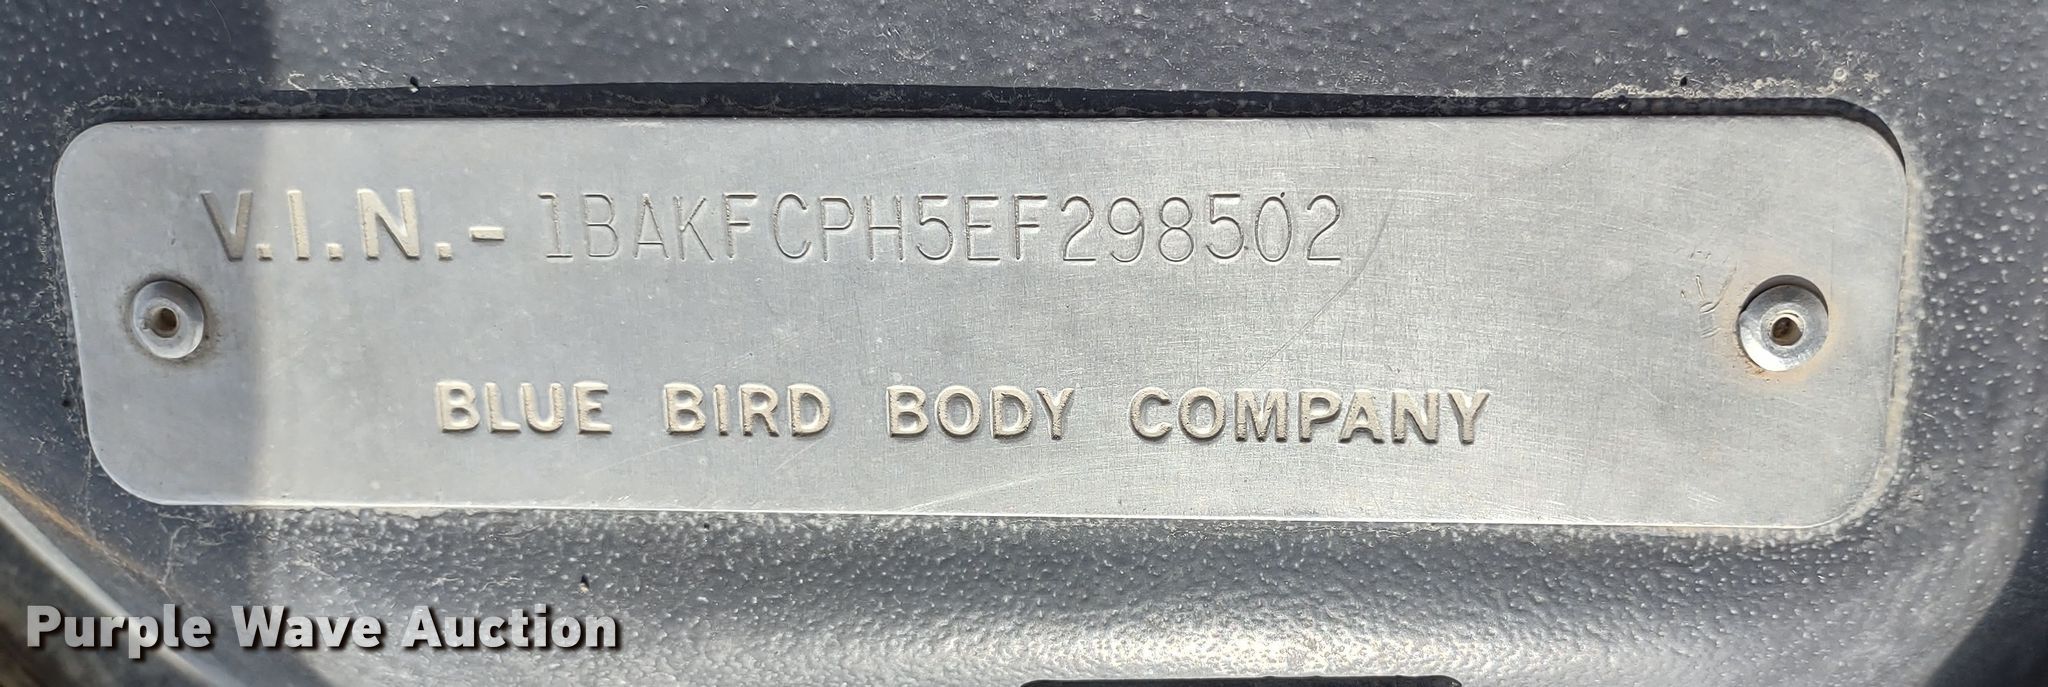 V.I.N.- 1BAKFCPH5EF298502
BLUE BIRD BODY COMPANY
Purple Wave Auction